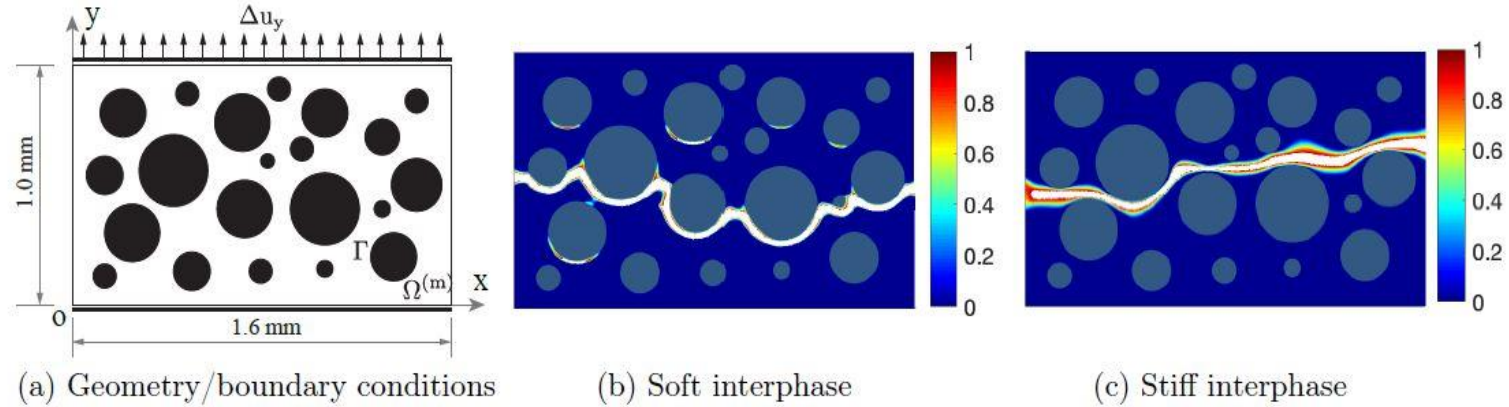 y
Δu_y
1.0 mm
Γ
Ω^(m)
x
o
1.6 mm
1
0.8
0.6
0.4
0.2
0
1
0.8
0.6
0.4
0.2
0
(a) Geometry/boundary conditions
(b) Soft interphase
(c) Stiff interphase